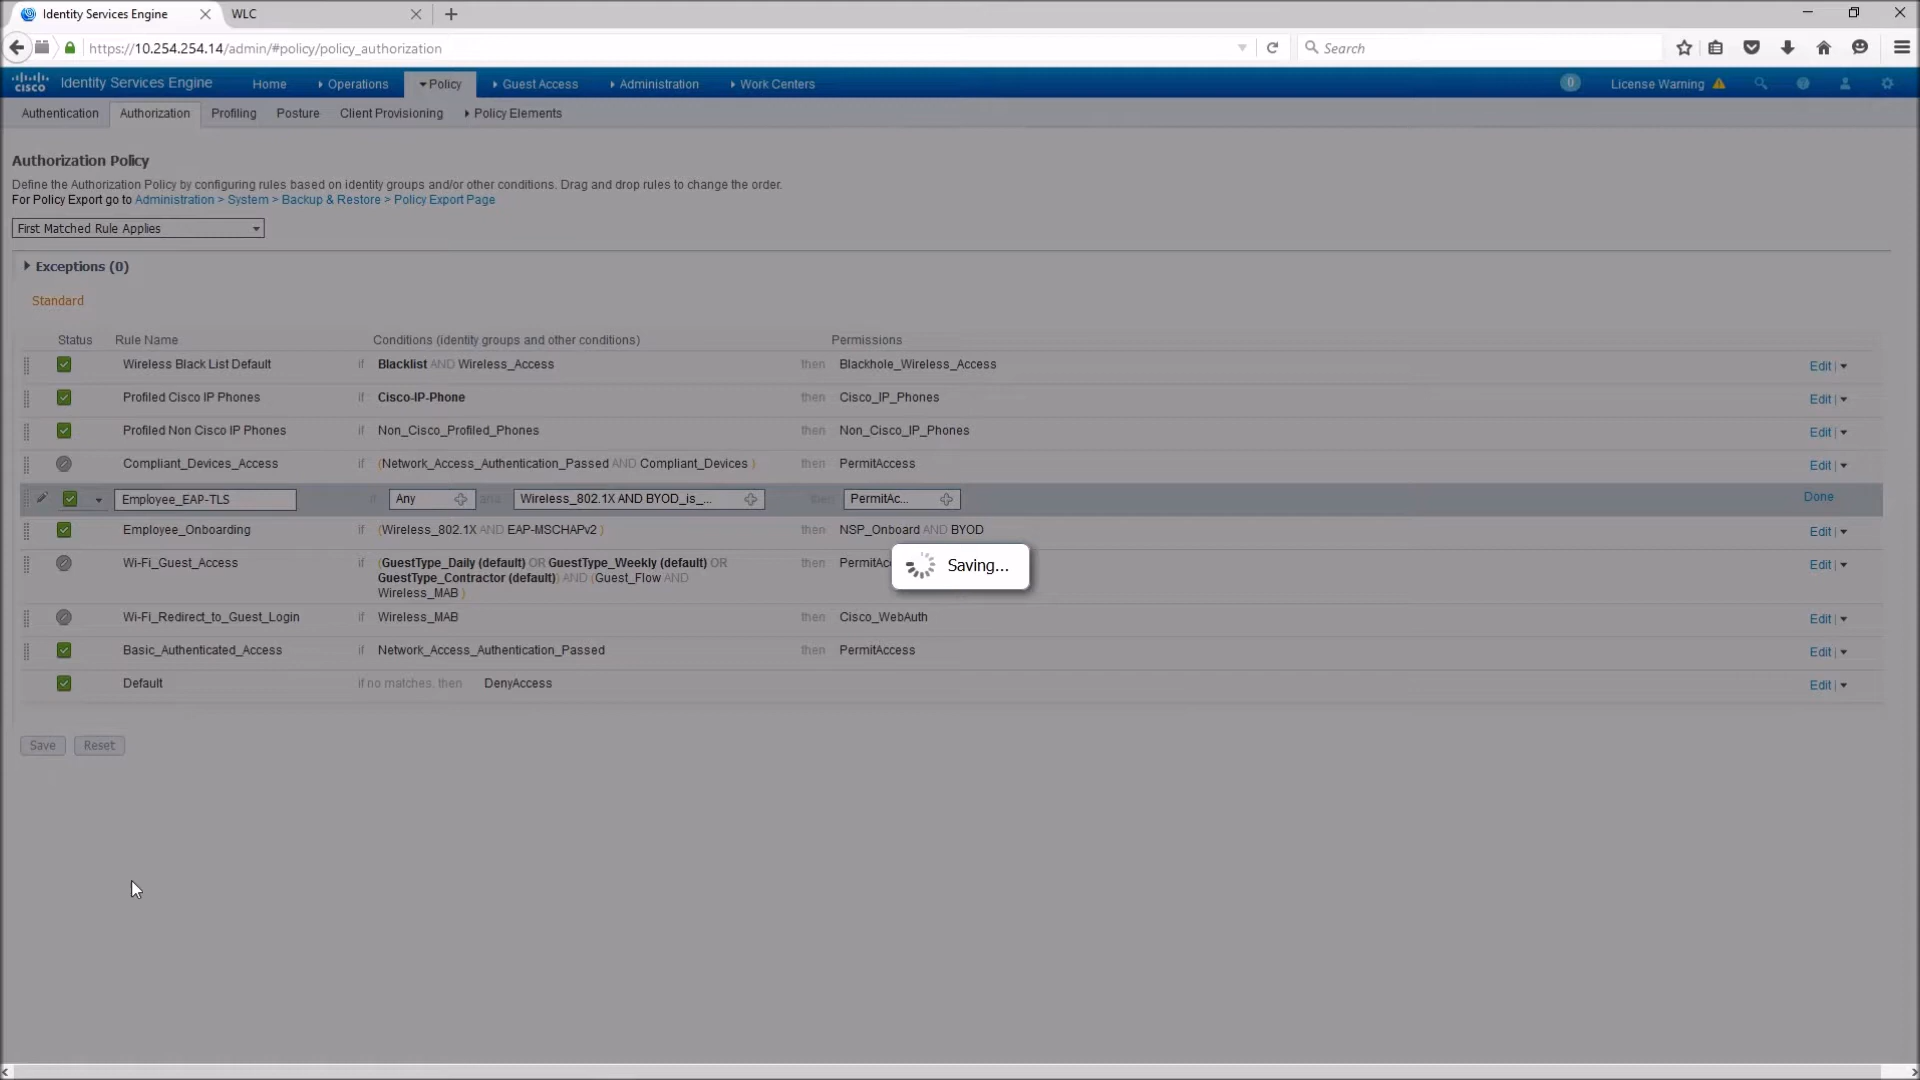 Identity Services Engine
WLC
https://10.254.254.14/admin/#policy/policy_authorization
Search
cisco Identity Services Engine
Home
Operations
Policy
Guest Access
Administration
Work Centers
0
License Warning
Authentication
Authorization
Profiling
Posture
Client Provisioning
Policy Elements
Authorization Policy
Define the Authorization Policy by configuring rules based on identity groups and/or other conditions. Drag and drop rules to change the order.
For Policy Export go to Administration > System > Backup & Restore > Policy Export Page
First Matched Rule Applies
Exceptions (0)
Standard
Status Rule Name Conditions (identity groups and other conditions) Permissions
Wireless Black List Default if Blacklist AND Wireless_Access then Blackhole_Wireless_Access Edit |
Profiled Cisco IP Phones if Cisco-IP-Phone then Cisco_IP_Phones Edit |
Profiled Non Cisco IP Phones if Non_Cisco_Profiled_Phones then Non_Cisco_IP_Phones Edit |
Compliant_Devices_Access if (Network_Access_Authentication_Passed AND Compliant_Devices ) then PermitAccess Edit |
Employee_EAP-TLS if Any and Wireless_802.1X AND BYOD_is_... then PermitAc... Done
Employee_Onboarding if (Wireless_802.1X AND EAP-MSCHAPv2 ) then NSP_Onboard AND BYOD Edit |
Wi-Fi_Guest_Access if (GuestType_Daily (default) OR GuestType_Weekly (default) OR then PermitAc Edit |
GuestType_Contractor (default) ) AND (Guest_Flow AND
Wireless_MAB )
Saving...
Wi-Fi_Redirect_to_Guest_Login if Wireless_MAB then Cisco_WebAuth Edit |
Basic_Authenticated_Access if Network_Access_Authentication_Passed then PermitAccess Edit |
Default if no matches, then DenyAccess Edit |
Save Reset